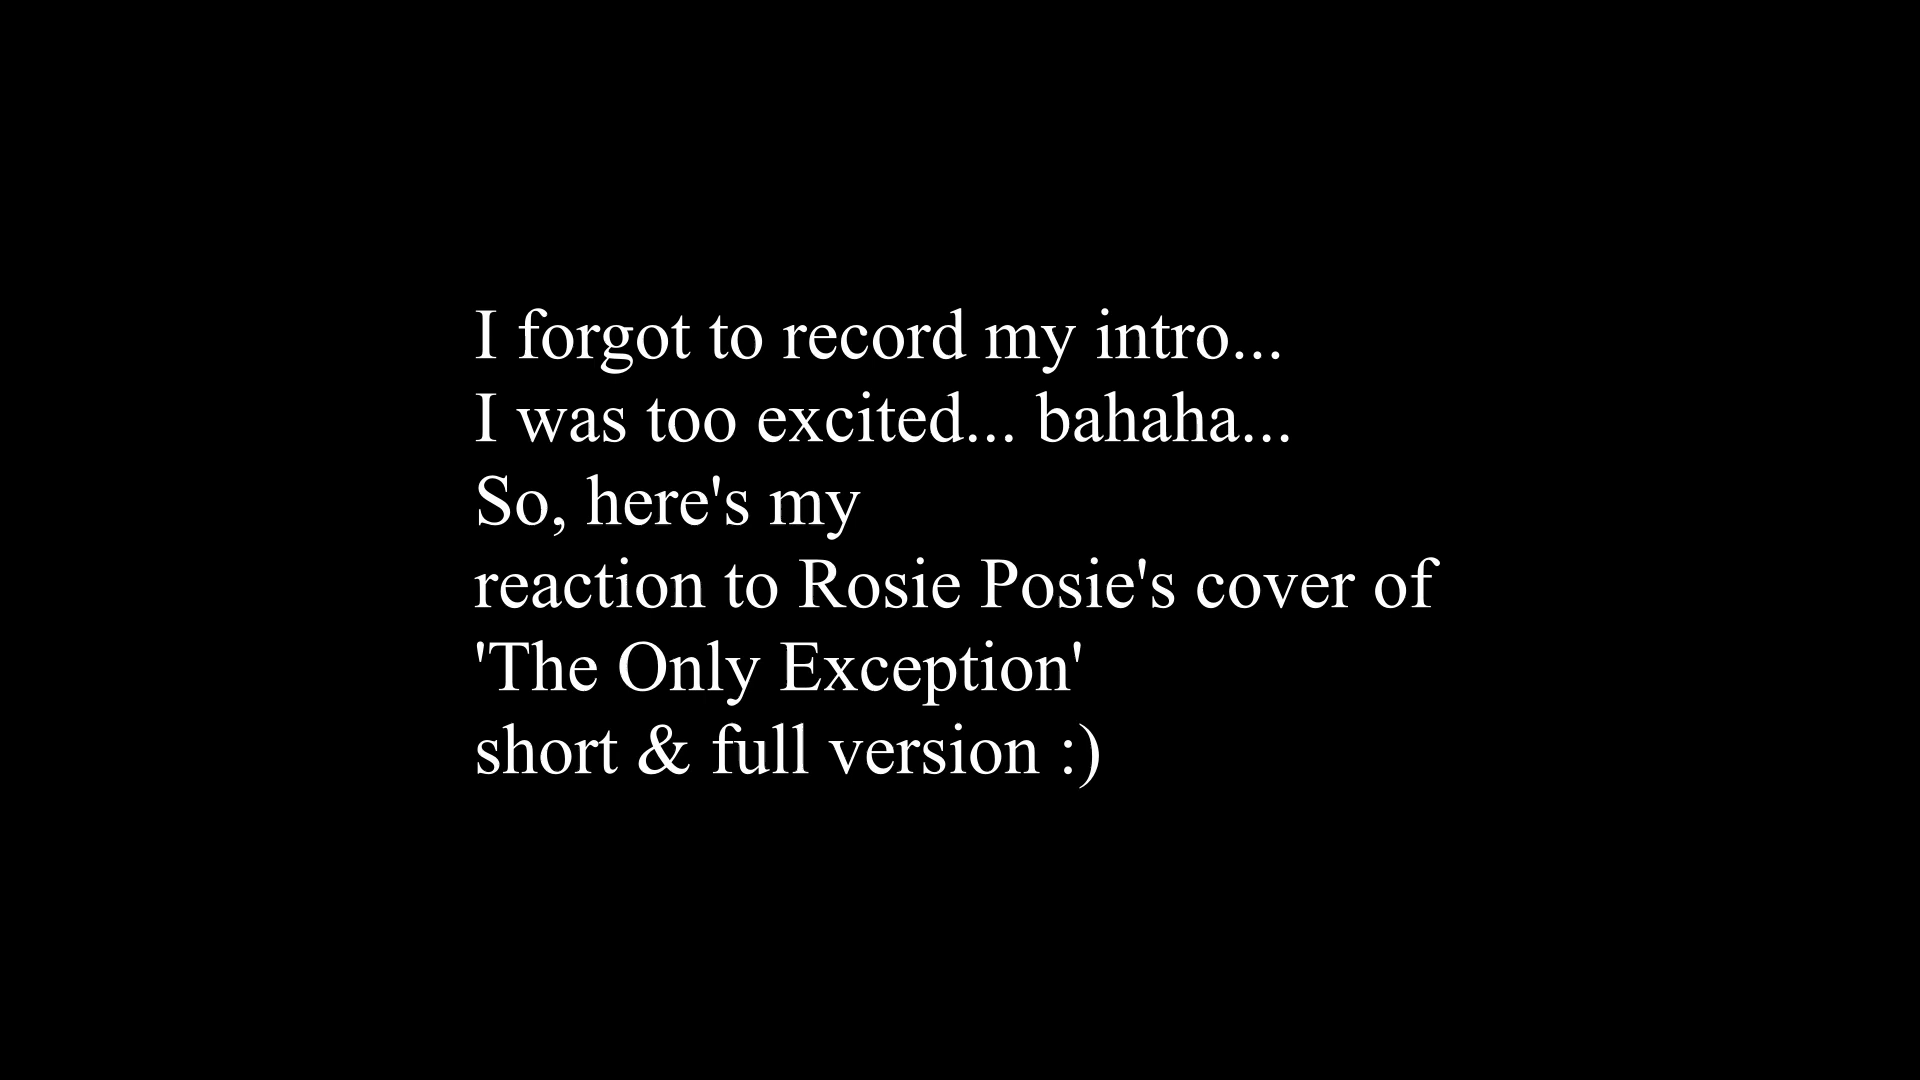 I forgot to record my intro...
I was too excited... bahaha...
So, here's my
reaction to Rosie Posie's cover of
'The Only Exception'
short & full version :)